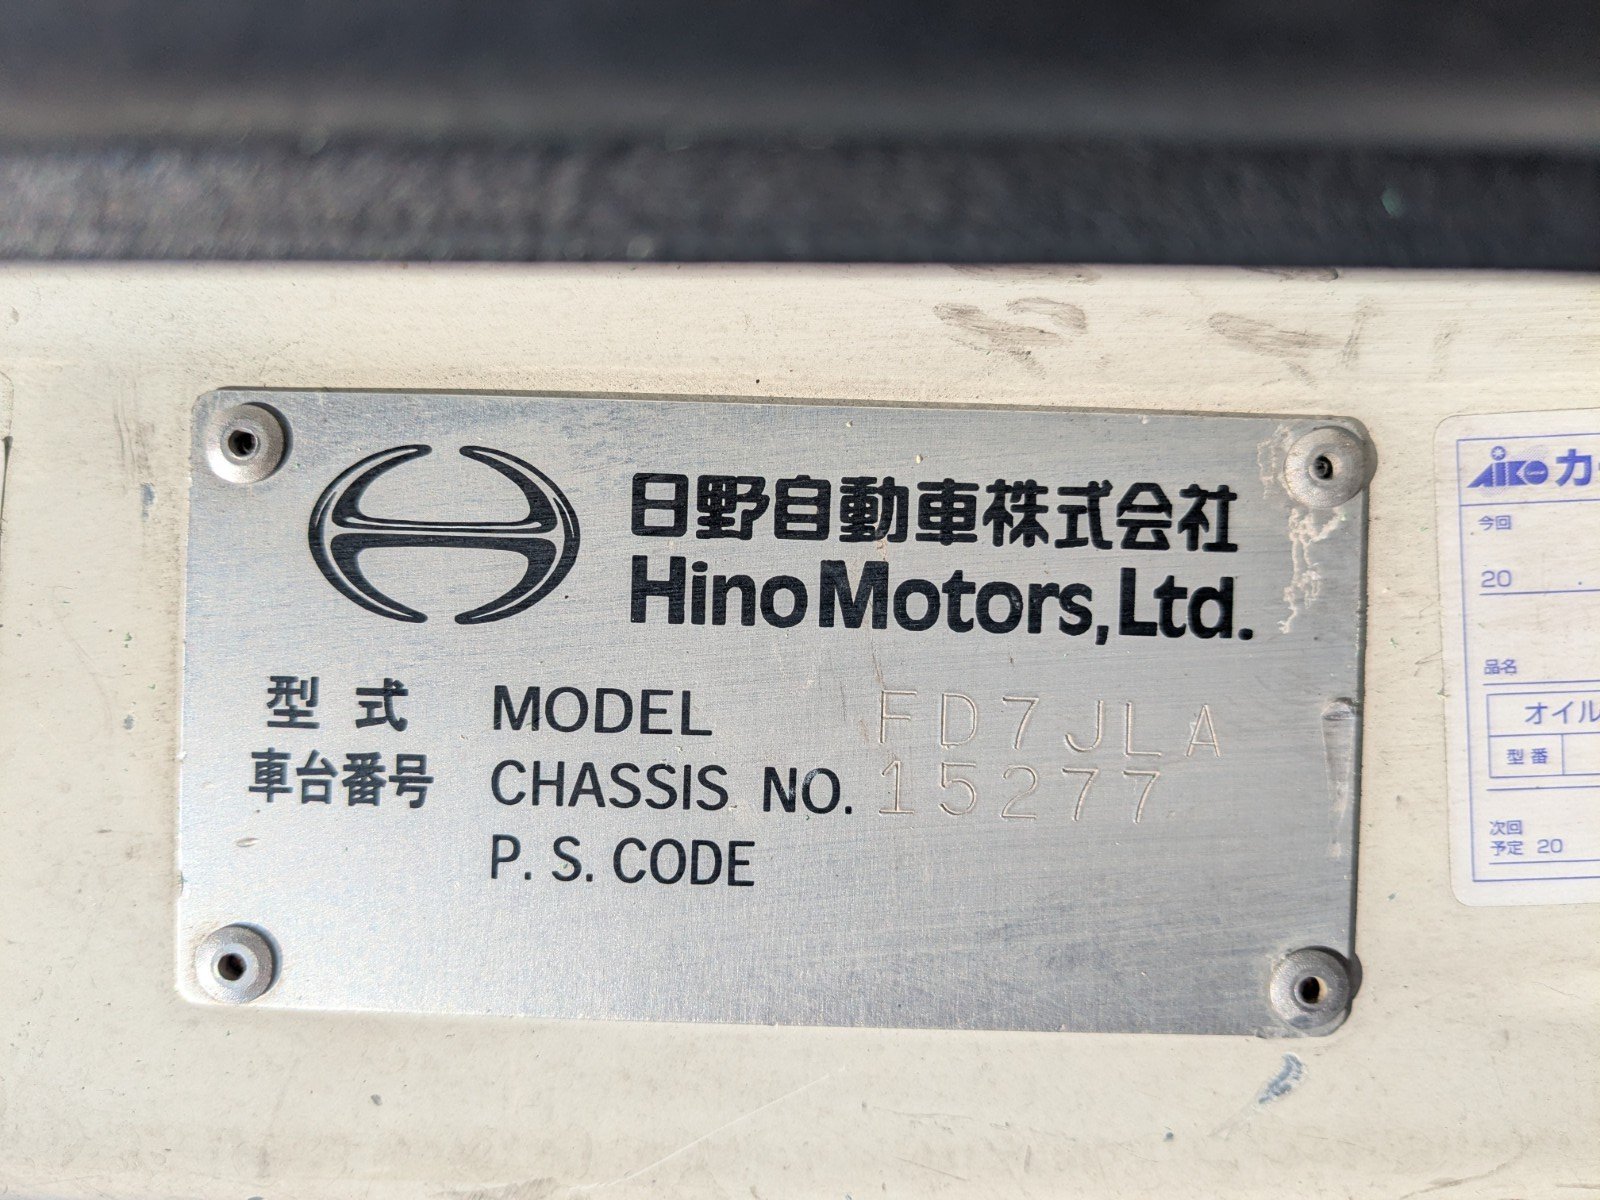 日野自動車株式会社
Hino Motors, Ltd.
型式 MODEL FD7JLA
車台番号 CHASSIS NO. 15277
P. S. CODE
AiKo カ
今回
20
品名
オイル
型番
次回
予定 20